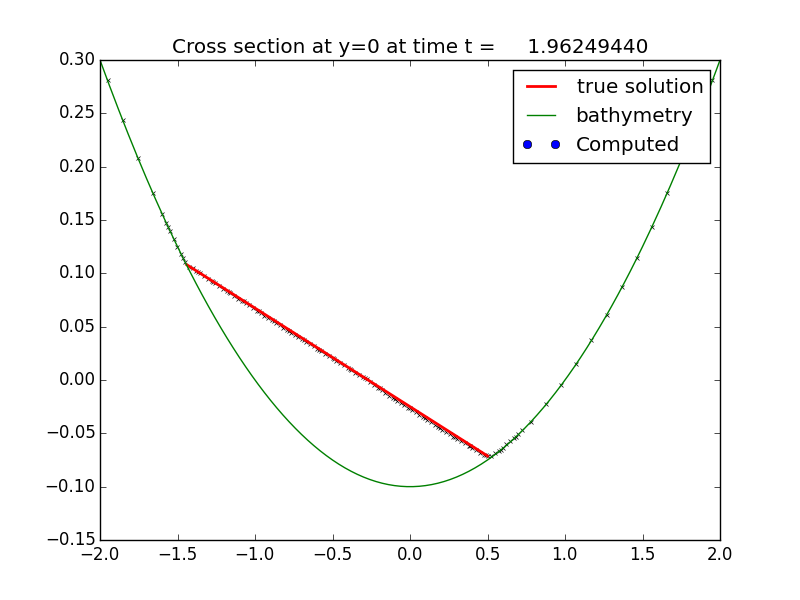 Cross section at y=0 at time t = 1.96249440
0.30
0.25
0.20
0.15
0.10
0.05
0.00
−0.05
−0.10
−0.15
true solution
bathymetry
Computed
−2.0 −1.5 −1.0 −0.5 0.0 0.5 1.0 1.5 2.0